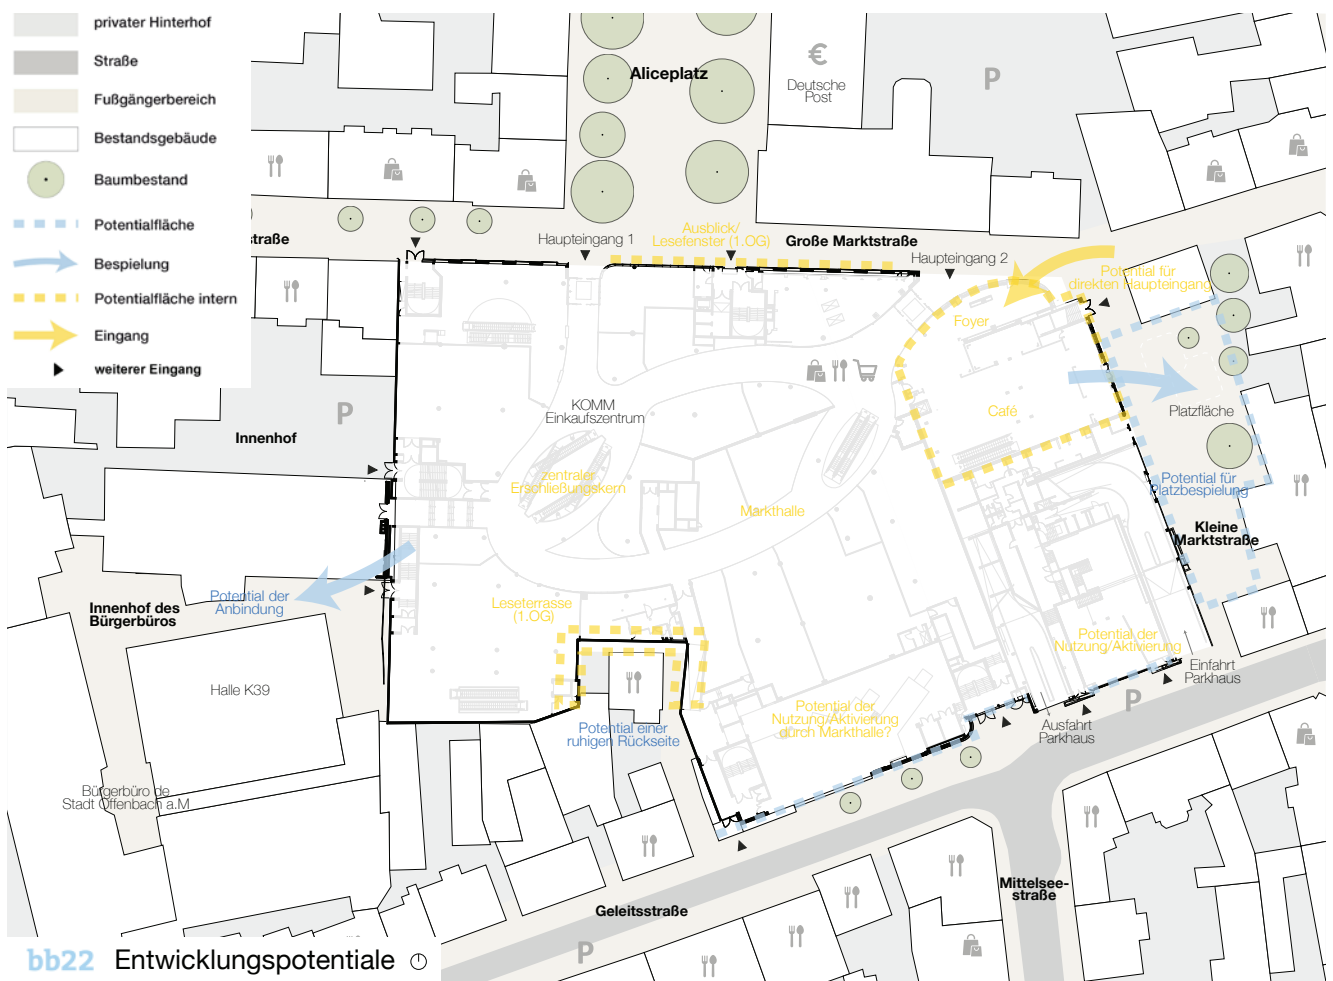 privater Hinterhof
Straße
Fußgängerbereich
Bestandsgebäude
Baumbestand
Potentialfläche
Bespielung
Potentialfläche intern
Eingang
weiterer Eingang
Aliceplatz
€
Deutsche
Post
P
straße
Haupteingang 1
Ausblick/
Lesefenster (1.OG)
Große Marktstraße
Haupteingang 2
Potential für
direkten Haupteingang
Foyer
KOMM
Einkaufszentrum
Café
Platzfläche
P
Innenhof
zentraler
Erschließungskern
Markthalle
Potential für
Platzbespielung
Kleine
Marktstraße
Potential der
Anbindung
Innenhof des
Bürgerbüros
Leseterrasse
(1.OG)
Potential der
Nutzung/Aktivierung
Einfahrt
Parkhaus
Halle K39
Potential der
Nutzung/Aktivierung
durch Markthalle?
Potential einer
ruhigen Rückseite
Ausfahrt
Parkhaus
P
Bürgerbüro de
Stadt Offenbach a.M
Mittelsee-
straße
Geleitsstraße
P
bb22 Entwicklungspotentiale